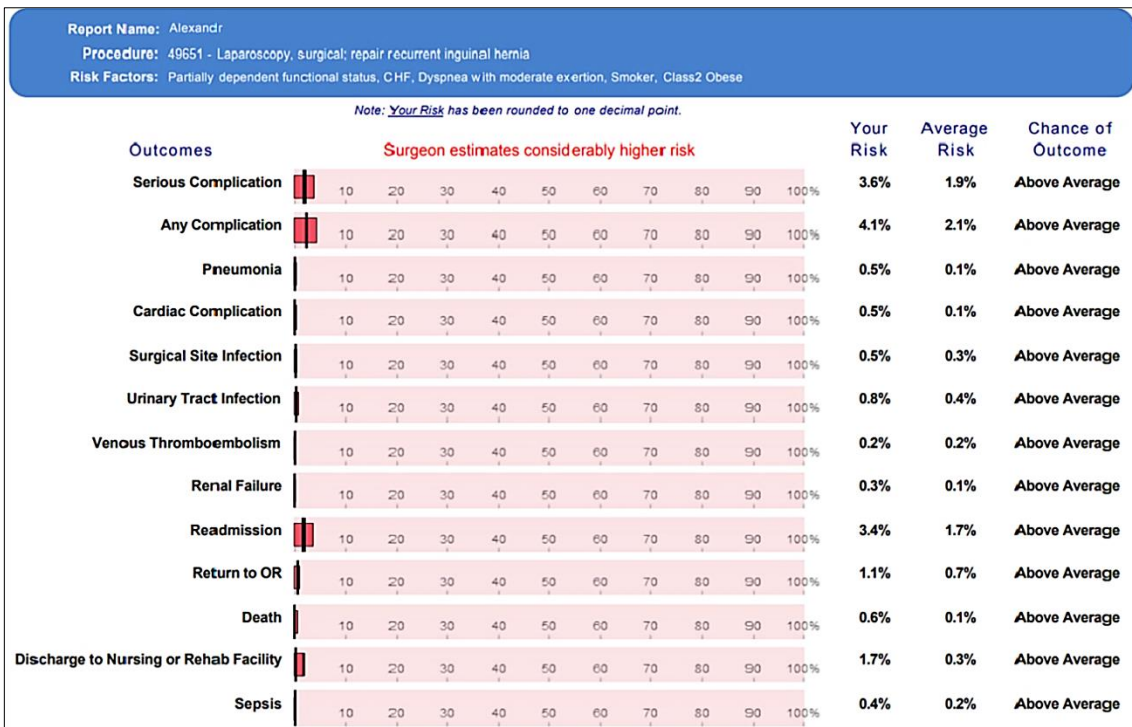 Report Name: Alexandr
Procedure: 49651 - Laparoscopy, surgical; repair recurrent inguinal hernia
Risk Factors: Partially dependent functional status, CHF, Dyspnea with moderate exertion, Smoker, Class2 Obese
Note: Your Risk has been rounded to one decimal point.
Outcomes Surgeon estimates considerably higher risk Your Risk Average Risk Chance of Outcome
Serious Complication 10 20 30 40 50 60 70 80 90 100% 3.6% 1.9% Above Average
Any Complication 10 20 30 40 50 60 70 80 90 100% 4.1% 2.1% Above Average
Pneumonia 10 20 30 40 50 60 70 80 90 100% 0.5% 0.1% Above Average
Cardiac Complication 10 20 30 40 50 60 70 80 90 100% 0.5% 0.1% Above Average
Surgical Site Infection 10 20 30 40 50 60 70 80 90 100% 0.5% 0.3% Above Average
Urinary Tract Infection 10 20 30 40 50 60 70 80 90 100% 0.8% 0.4% Above Average
Venous Thromboembolism 10 20 30 40 50 60 70 80 90 100% 0.2% 0.2% Above Average
Renal Failure 10 20 30 40 50 60 70 80 90 100% 0.3% 0.1% Above Average
Readmission 10 20 30 40 50 60 70 80 90 100% 3.4% 1.7% Above Average
Return to OR 10 20 30 40 50 60 70 80 90 100% 1.1% 0.7% Above Average
Death 10 20 30 40 50 60 70 80 90 100% 0.6% 0.1% Above Average
Discharge to Nursing or Rehab Facility 10 20 30 40 50 60 70 80 90 100% 1.7% 0.3% Above Average
Sepsis 10 20 30 40 50 60 70 80 90 100% 0.4% 0.2% Above Average